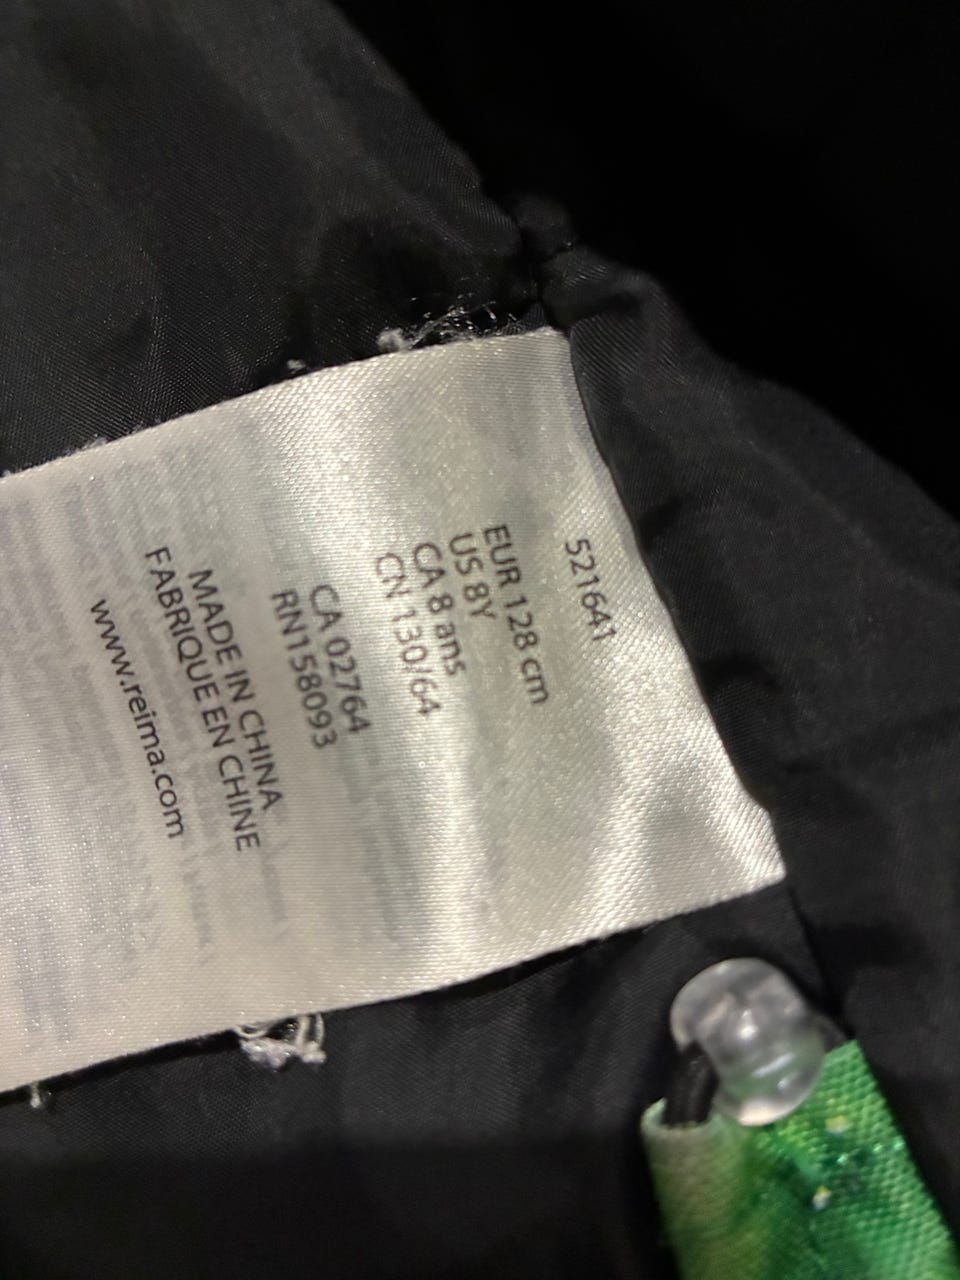 521641
EUR 128 cm
US 8Y
CA 8 ans
CN 130/64
CA 02764
RN158093
MADE IN CHINA
FABRIQUE EN CHINE
www.reima.com